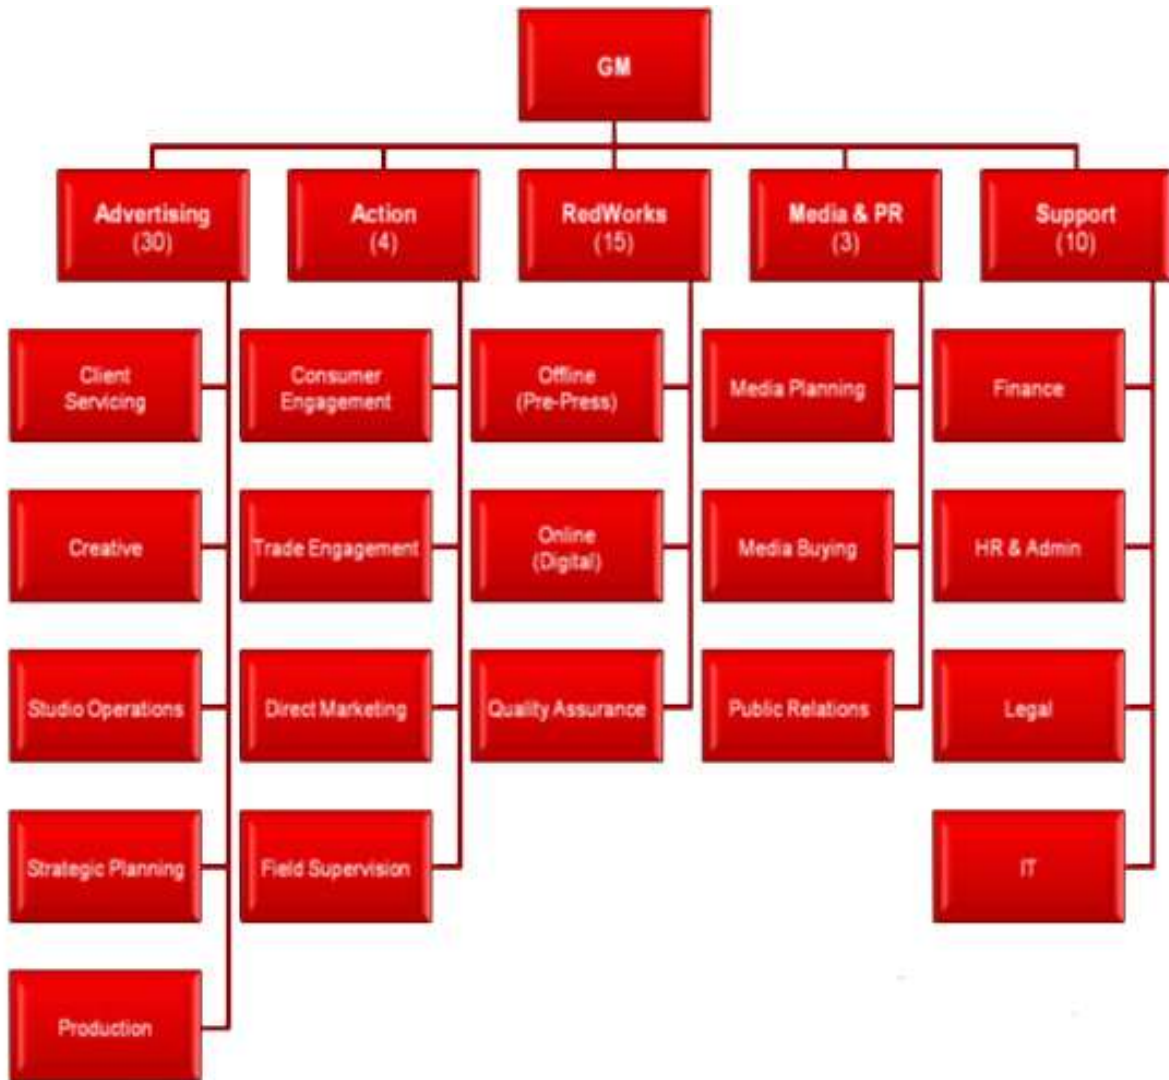 GM
Advertising
(30)
Action
(4)
RedWorks
(15)
Media & PR
(3)
Support
(10)
Client
Servicing
Consumer
Engagement
Offline
(Pre-Press)
Media Planning
Finance
Creative
Trade Engagement
Online
(Digital)
Media Buying
HR & Admin
Studio Operations
Direct Marketing
Quality Assurance
Public Relations
Legal
Strategic Planning
Field Supervision
IT
Production